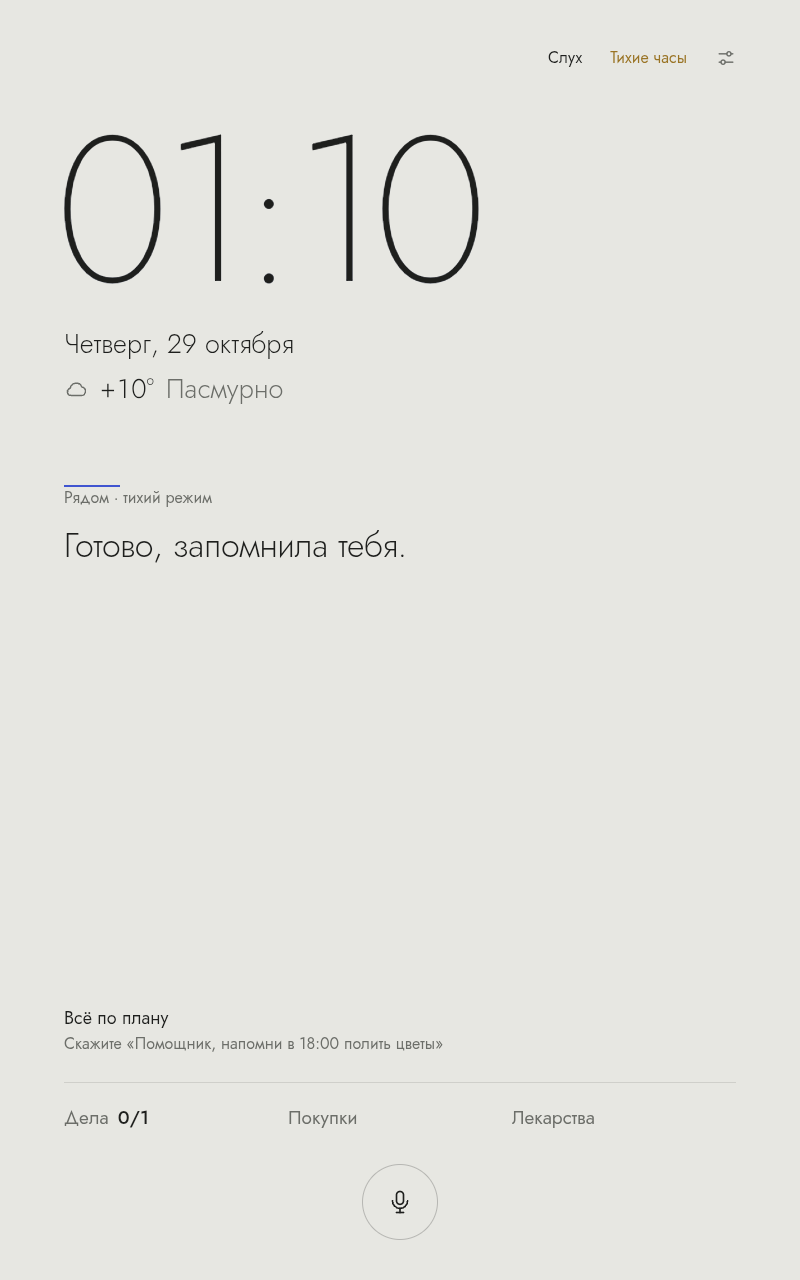 Слух Тихие часы
01:10
Четверг, 29 октября
+10° Пасмурно
Рядом · тихий режим
Готово, запомнила тебя.
Всё по плану
Скажите «Помощник, напомни в 18:00 полить цветы»
Дела 0/1 Покупки Лекарства